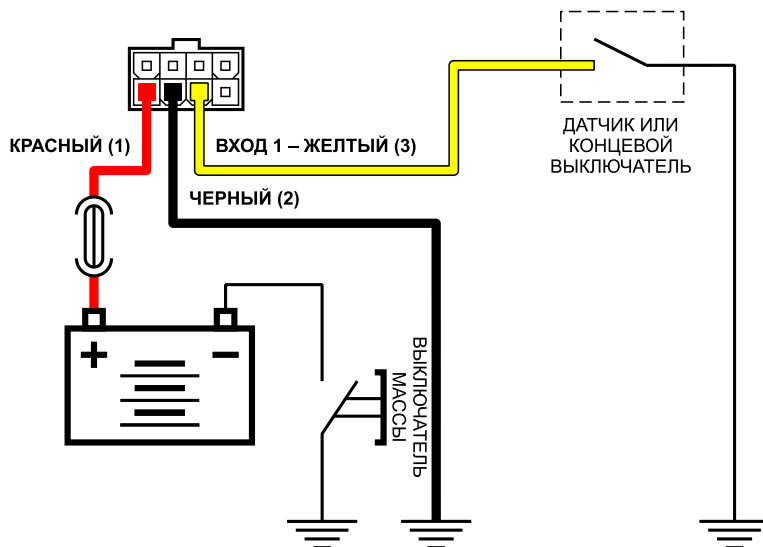 КРАСНЫЙ (1)
ВХОД 1 – ЖЕЛТЫЙ (3)
ДАТЧИК ИЛИ
КОНЦЕВОЙ
ВЫКЛЮЧАТЕЛЬ
ЧЕРНЫЙ (2)
+ –
ВЫКЛЮЧАТЕЛЬ
МАССЫ